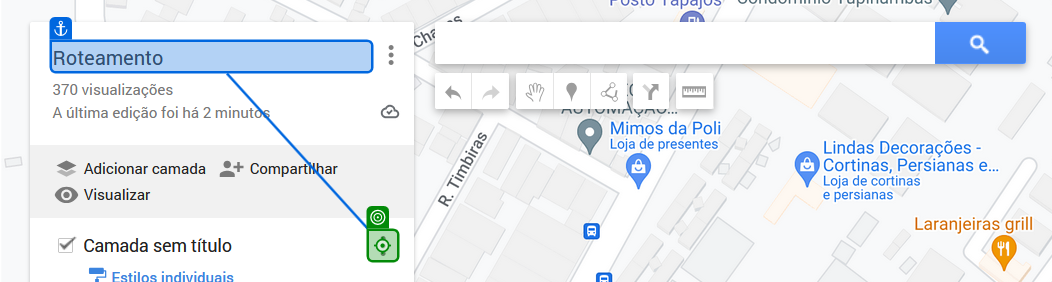 Roteamento
370 visualizações
A última edição foi há 2 minutos
Adicionar camada
Compartilhar
Visualizar
Camada sem título
Estilos individuais
Posto Tapajós
Condomínio Tupinambás
R. Timbiras
AUTOMAÇÃO...
Mimos da Poli
Loja de presentes
Lindas Decorações -
Cortinas, Persianas e...
Loja de cortinas
e persianas
Laranjeiras grill